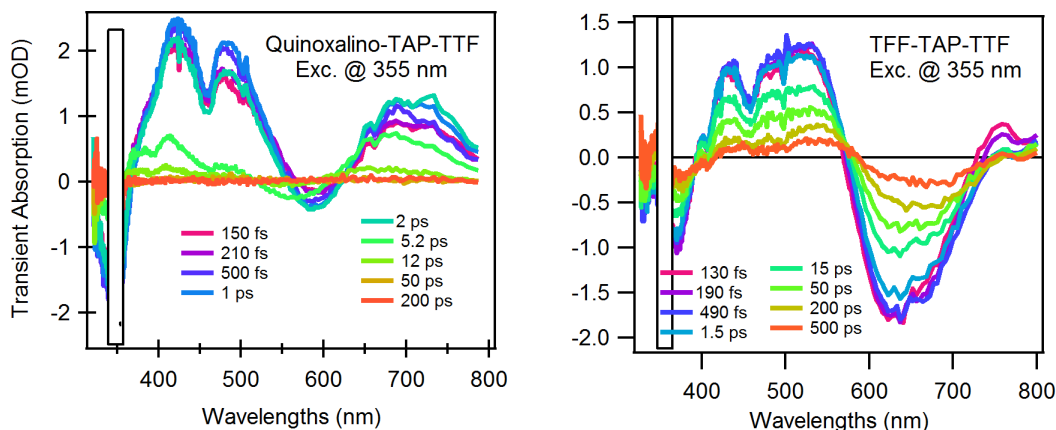 Quinoxalino-TAP-TTF
Exc. @ 355 nm
Transient Absorption (mOD)
2
1
0
-1
-2
150 fs
210 fs
500 fs
1 ps
2 ps
5.2 ps
12 ps
50 ps
200 ps
400
500
600
700
800
Wavelengths (nm)
TFF-TAP-TTF
Exc. @ 355 nm
1.5
1.0
0.5
0.0
-0.5
-1.0
-1.5
-2.0
130 fs
190 fs
490 fs
1.5 ps
15 ps
50 ps
200 ps
500 ps
400
500
600
700
800
Wavelengths (nm)